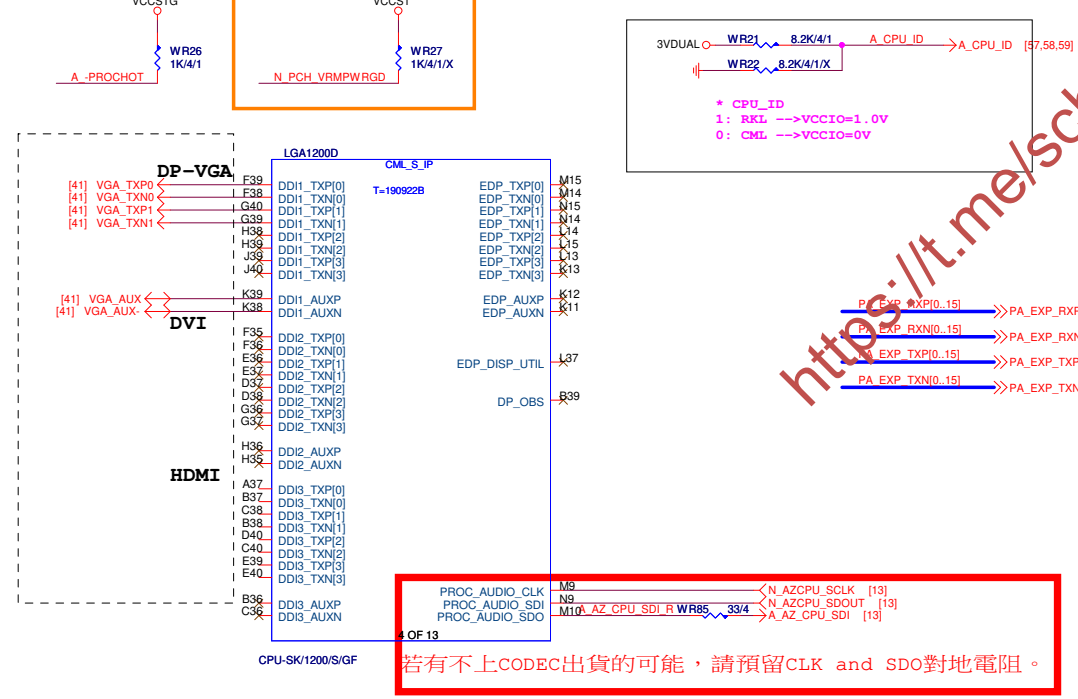 VCCSTG
WR26
1K/4/1
A_-PROCHOT
VCCST
WR27
1K/4/1/X
N_PCH_VRMPWRGD
3VDUAL
WR21
8.2K/4/1
A_CPU_ID
A_CPU_ID [57,58,59]
WR22
8.2K/4/1/X
* CPU_ID
1: RKL -->VCCIO=1.0V
0: CML -->VCCIO=0V
LGA1200D
CML_S_IP
T=190922B
DP-VGA
[41] VGA_TXP0 F39 DDI1_TXP[0]
[41] VGA_TXN0 F38 DDI1_TXN[0]
[41] VGA_TXP1 G40 DDI1_TXP[1]
[41] VGA_TXN1 G39 DDI1_TXN[1]
H38 DDI1_TXP[2]
H39 DDI1_TXN[2]
J39 DDI1_TXP[3]
J40 DDI1_TXN[3]
[41] VGA_AUX K39 DDI1_AUXP
[41] VGA_AUX- K38 DDI1_AUXN
DVI
F35 DDI2_TXP[0]
F36 DDI2_TXN[0]
E36 DDI2_TXP[1]
E37 DDI2_TXN[1]
D37 DDI2_TXP[2]
D38 DDI2_TXN[2]
G36 DDI2_TXP[3]
G37 DDI2_TXN[3]
H36 DDI2_AUXP
H35 DDI2_AUXN
HDMI
A37 DDI3_TXP[0]
B37 DDI3_TXN[0]
C38 DDI3_TXP[1]
B38 DDI3_TXN[1]
D40 DDI3_TXP[2]
C40 DDI3_TXN[2]
E39 DDI3_TXP[3]
E40 DDI3_TXN[3]
B36 DDI3_AUXP
C36 DDI3_AUXN
EDP_TXP[0] M15
EDP_TXN[0] M14
EDP_TXP[1] N15
EDP_TXN[1] N14
EDP_TXP[2] L14
EDP_TXN[2] L15
EDP_TXP[3] L13
EDP_TXN[3] K13
EDP_AUXP K12
EDP_AUXN K11
EDP_DISP_UTIL L37
DP_OBS B39
PROC_AUDIO_CLK M9 N_AZCPU_SCLK [13]
PROC_AUDIO_SDI N9 N_AZCPU_SDOUT [13]
PROC_AUDIO_SDO M10 A_AZ_CPU_SDI_R WR85 33/4 A_AZ_CPU_SDI [13]
4 OF 13
CPU-SK/1200/S/GF
若有不上CODEC出貨的可能，請預留CLK and SDO對地電阻。
PA_EXP_RXP[0..15] PA_EXP_RXP
PA_EXP_RXN[0..15] PA_EXP_RXN
PA_EXP_TXP[0..15] PA_EXP_TXP
PA_EXP_TXN[0..15] PA_EXP_TXN
https://t.me/sch